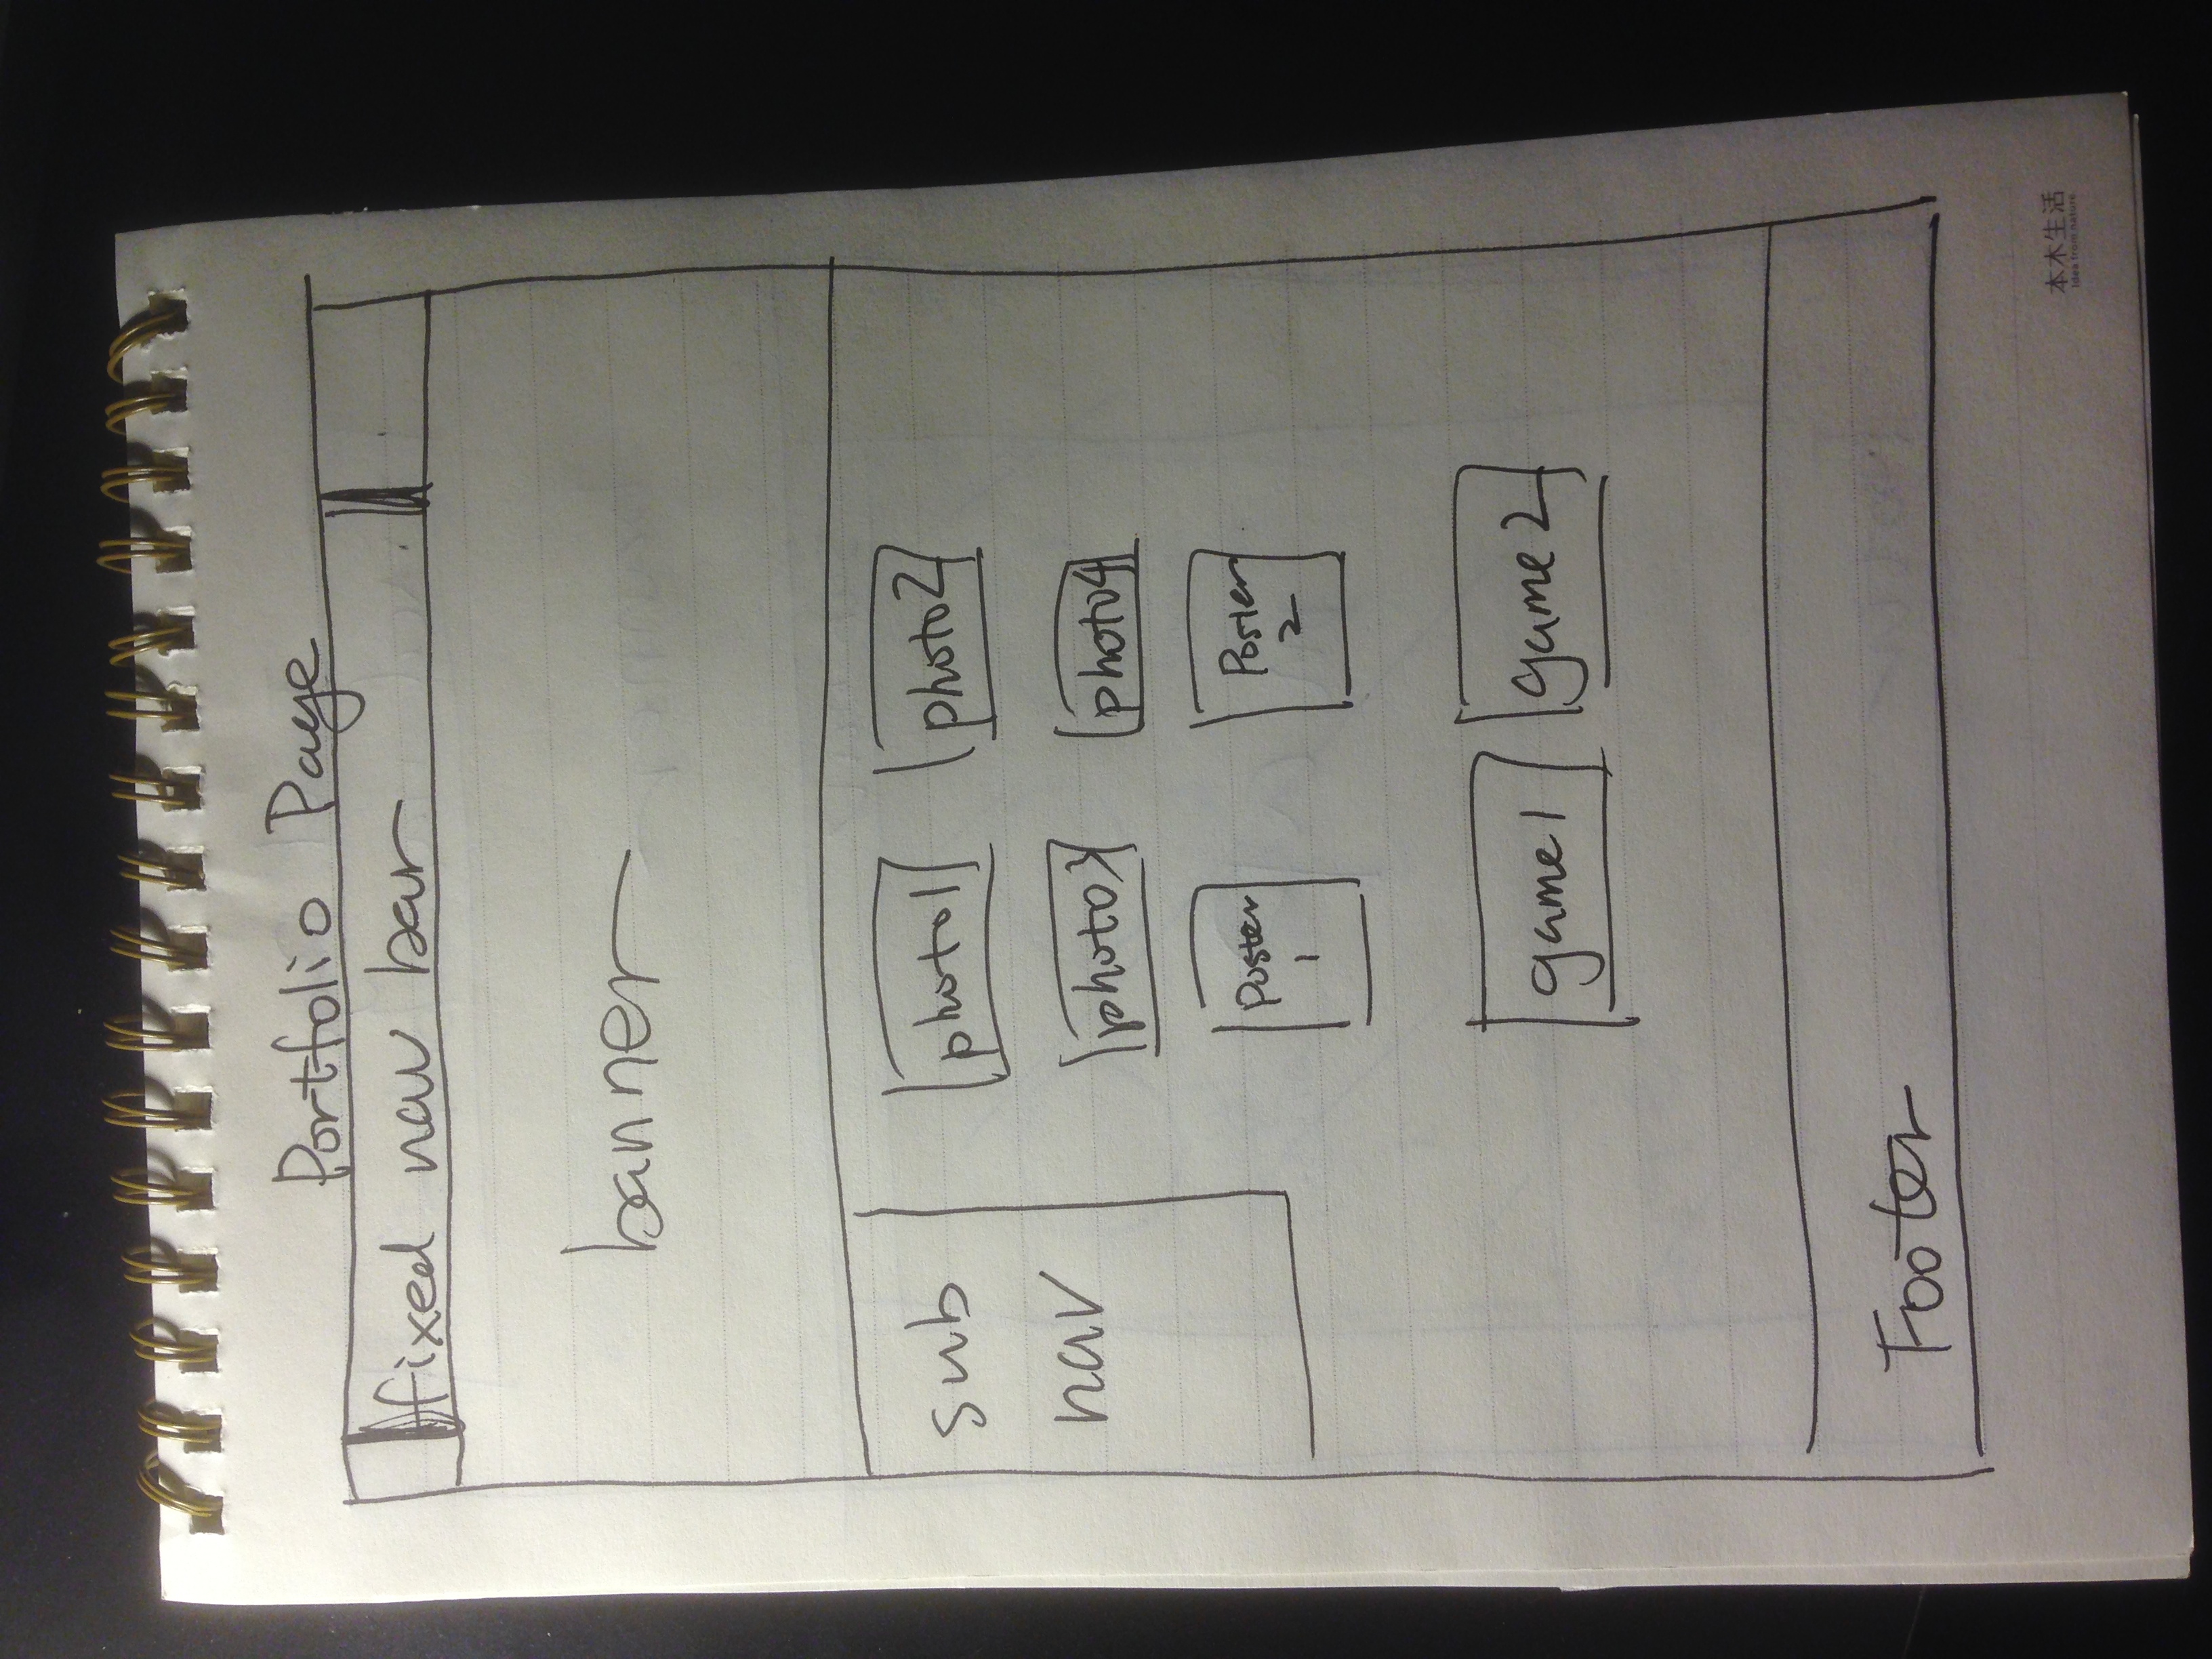 Portfolio Page
fixed nav bar
banner
sub
nav
photo1 photo2
photo3 photo4
Poster
1
Poster
2
game1 game2
Footer
本木生活
Idea from nature